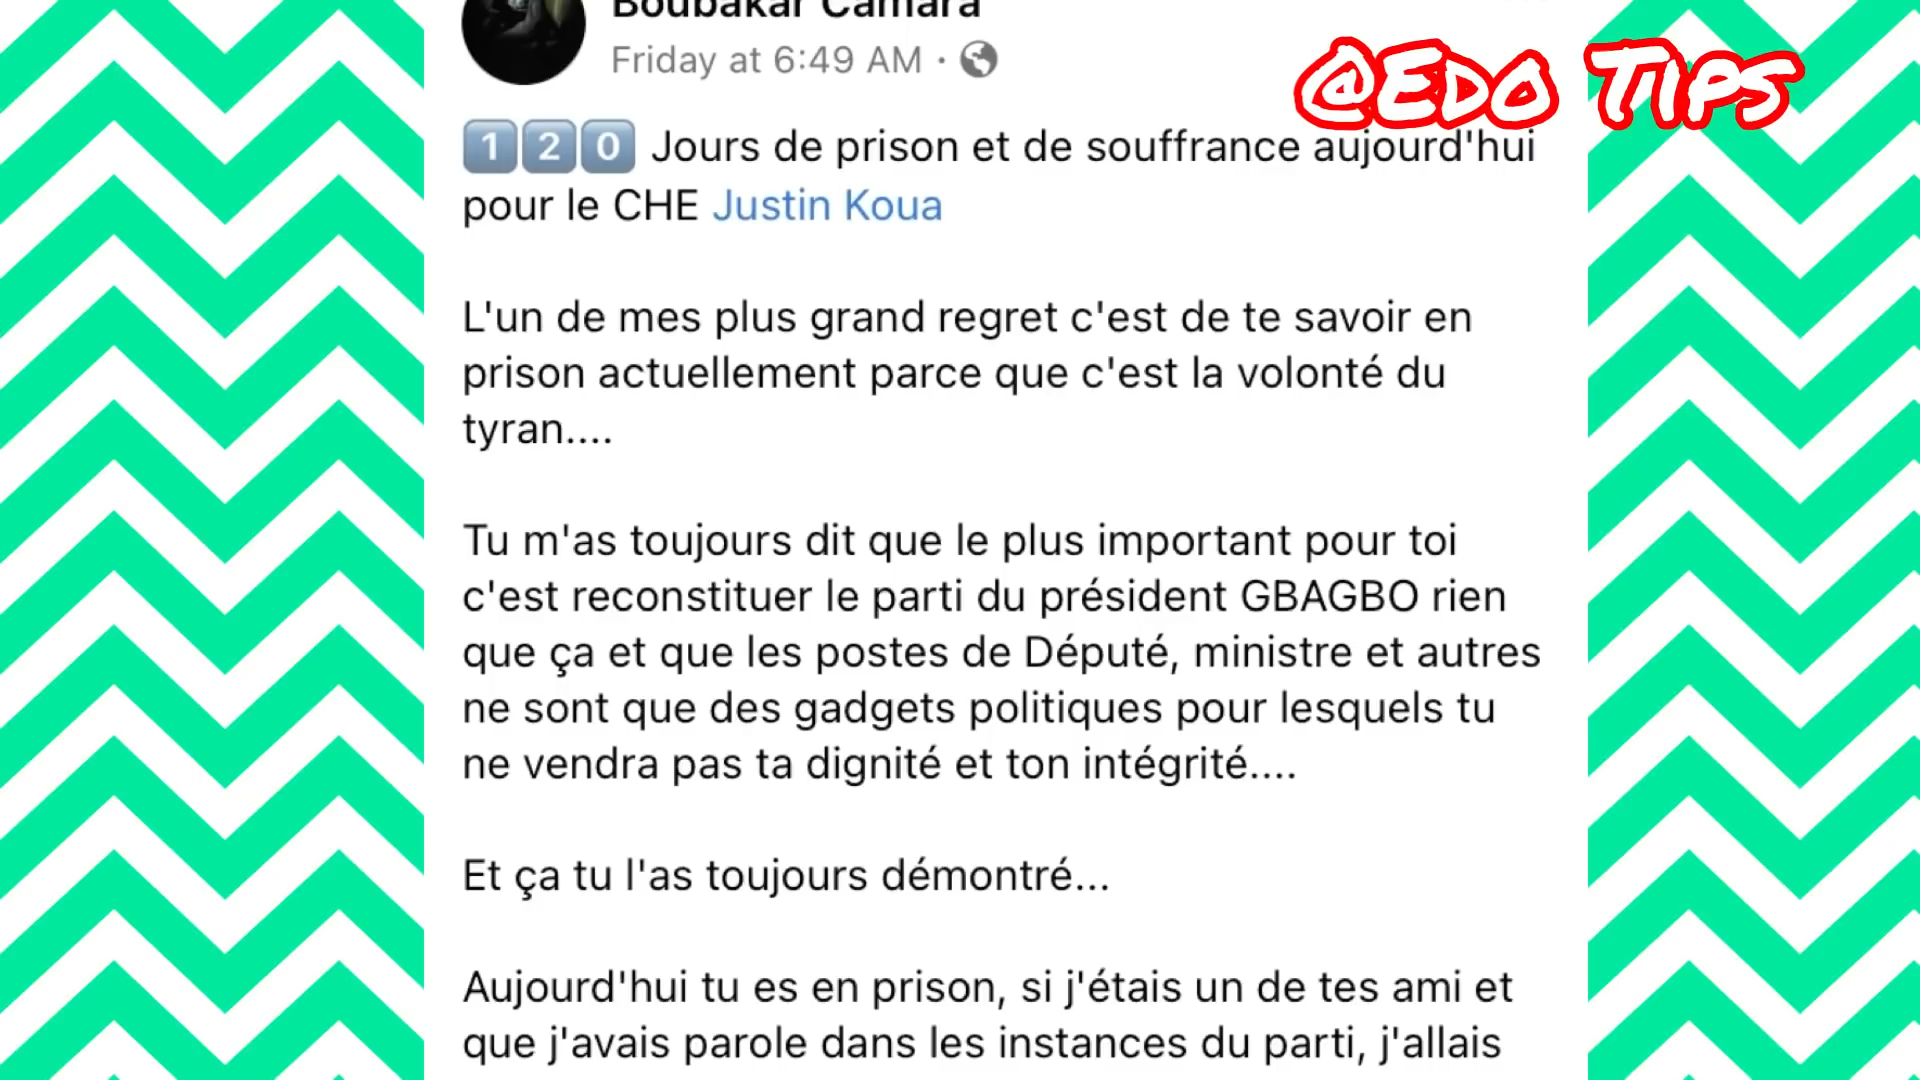 Boubakar Camara
Friday at 6:49 AM ·
@Edo Tips
120 Jours de prison et de souffrance aujourd'hui
pour le CHE Justin Koua
L'un de mes plus grand regret c'est de te savoir en
prison actuellement parce que c'est la volonté du
tyran....
Tu m'as toujours dit que le plus important pour toi
c'est reconstituer le parti du président GBAGBO rien
que ça et que les postes de Député, ministre et autres
ne sont que des gadgets politiques pour lesquels tu
ne vendra pas ta dignité et ton intégrité....
Et ça tu l'as toujours démontré...
Aujourd'hui tu es en prison, si j'étais un de tes ami et
que j'avais parole dans les instances du parti, j'allais